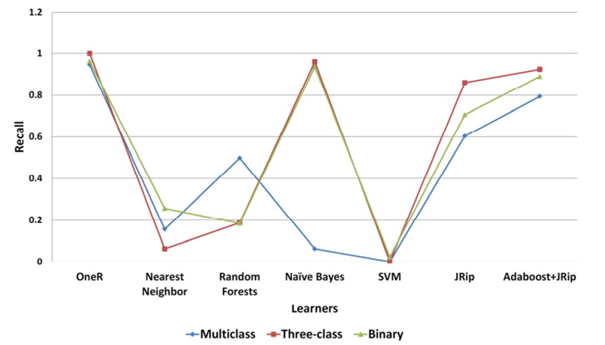 1.2
1
0.8
0.6
0.4
0.2
0
Recall
OneR
Nearest
Neighbor
Random
Forests
Naïve Bayes
SVM
JRip
Adaboost+JRip
Learners
Multiclass
Three-class
Binary